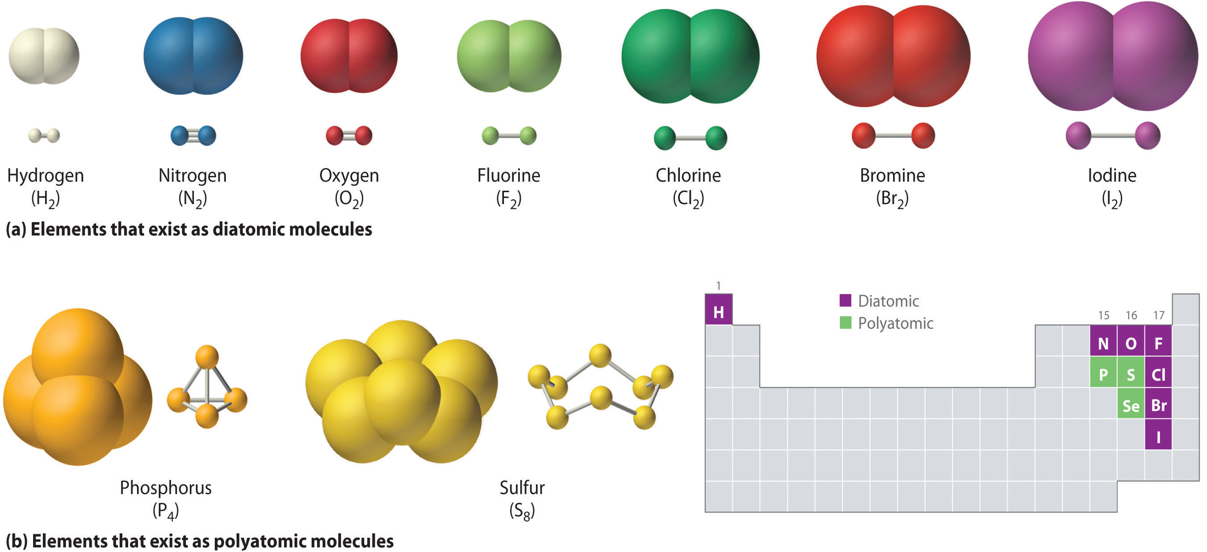 Hydrogen
(H₂)
Nitrogen
(N₂)
Oxygen
(O₂)
Fluorine
(F₂)
Chlorine
(Cl₂)
Bromine
(Br₂)
Iodine
(I₂)
(a) Elements that exist as diatomic molecules
Phosphorus
(P₄)
Sulfur
(S₈)
1
H
Diatomic
Polyatomic
15 16 17
N O F
P S Cl
Se Br
I
(b) Elements that exist as polyatomic molecules